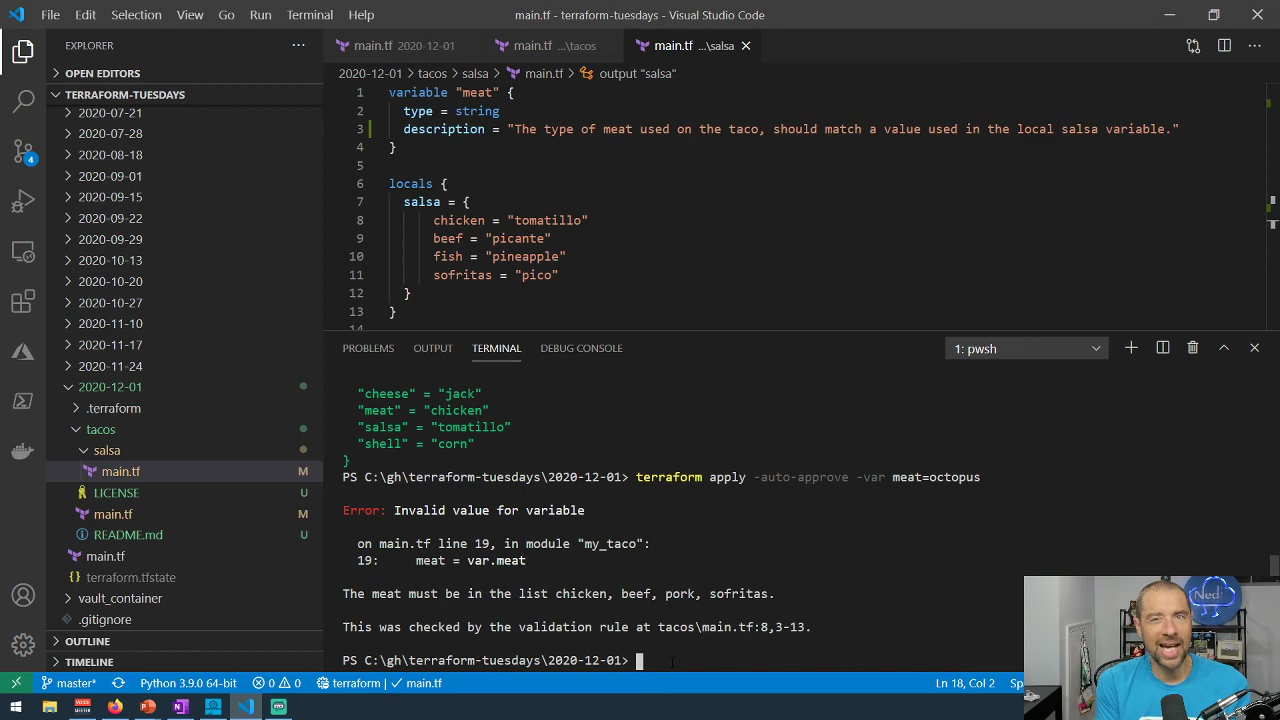 File Edit Selection View Go Run Terminal Help
main.tf - terraform-tuesdays - Visual Studio Code
EXPLORER
OPEN EDITORS
TERRAFORM-TUESDAYS
2020-07-21
2020-07-28
2020-08-18
2020-09-01
2020-09-15
2020-09-22
2020-09-29
2020-10-13
2020-10-20
2020-10-27
2020-11-10
2020-11-17
2020-11-24
2020-12-01
.terraform
tacos
salsa
main.tf M
LICENSE U
main.tf M
README.md U
main.tf
terraform.tfstate
vault_container
.gitignore
OUTLINE
TIMELINE
4
main.tf 2020-12-01
main.tf ...\tacos
main.tf ...\salsa
2020-12-01 > tacos > salsa > main.tf > output "salsa"
1 variable "meat" {
2 type = string
3 description = "The type of meat used on the taco, should match a value used in the local salsa variable."
4 }
5
6 locals {
7 salsa = {
8 chicken = "tomatillo"
9 beef = "picante"
10 fish = "pineapple"
11 sofritas = "pico"
12 }
13 }
14
PROBLEMS OUTPUT TERMINAL DEBUG CONSOLE
1: pwsh
"cheese" = "jack"
"meat" = "chicken"
"salsa" = "tomatillo"
"shell" = "corn"
}
PS C:\gh\terraform-tuesdays\2020-12-01> terraform apply -auto-approve -var meat=octopus
Error: Invalid value for variable
on main.tf line 19, in module "my_taco":
19: meat = var.meat
The meat must be in the list chicken, beef, pork, sofritas.
This was checked by the validation rule at tacos\main.tf:8,3-13.
PS C:\gh\terraform-tuesdays\2020-12-01>
Ned
master* Python 3.9.0 64-bit 0 0 terraform | main.tf
Ln 18, Col 2 Sp